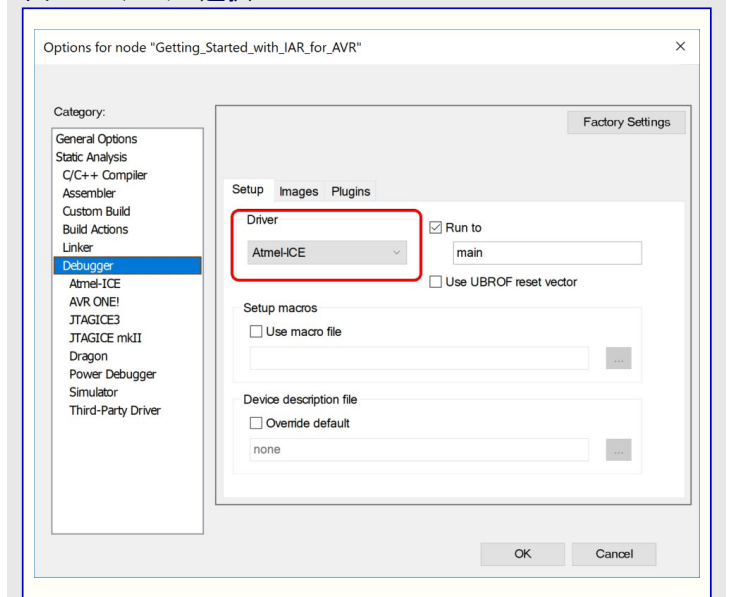 Options for node "Getting_Started_with_IAR_for_AVR"
Category:
Factory Settings
General Options
Static Analysis
C/C++ Compiler
Assembler
Custom Build
Build Actions
Linker
Debugger
Atmel-ICE
AVR ONE!
JTAGICE3
JTAGICE mkII
Dragon
Power Debugger
Simulator
Third-Party Driver
Setup Images Plugins
Driver
Atmel-ICE
Run to
main
Use UBROF reset vector
Setup macros
Use macro file
...
Device description file
Override default
none
...
OK Cancel